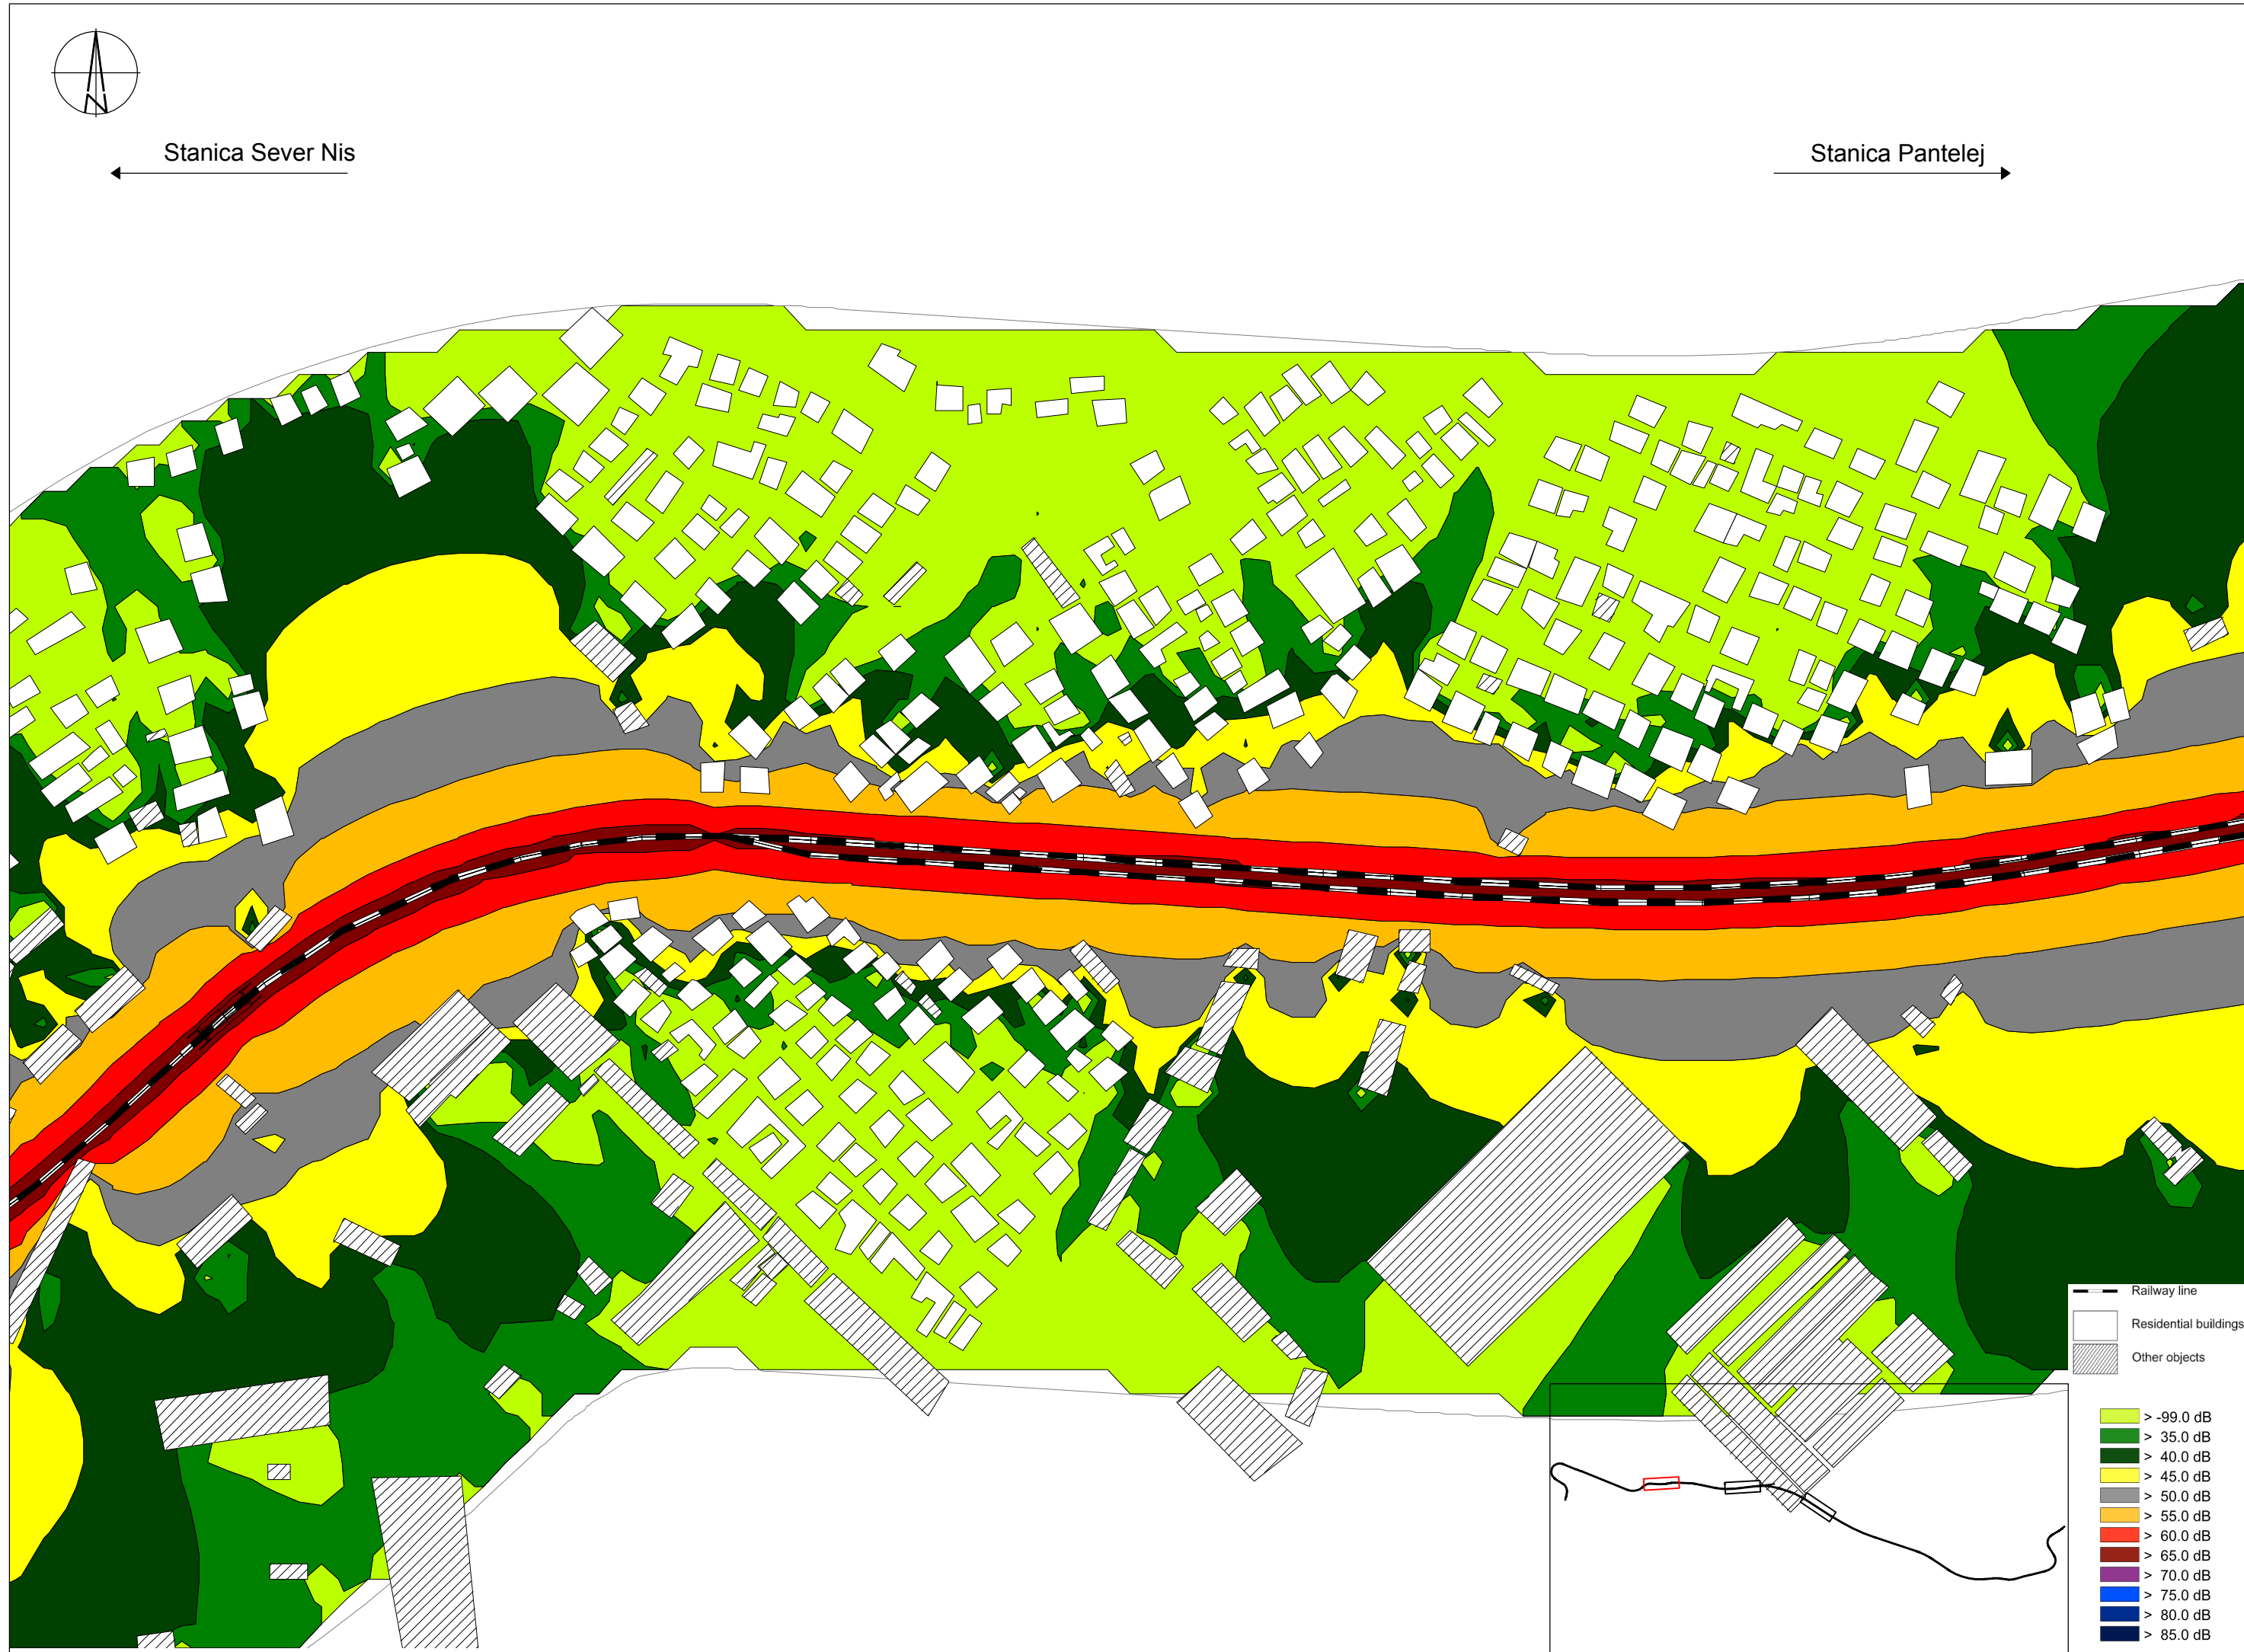 N
Stanica Sever Nis
Stanica Pantelej
Railway line
Residential buildings
Other objects
> -99.0 dB
> 35.0 dB
> 40.0 dB
> 45.0 dB
> 50.0 dB
> 55.0 dB
> 60.0 dB
> 65.0 dB
> 70.0 dB
> 75.0 dB
> 80.0 dB
> 85.0 dB